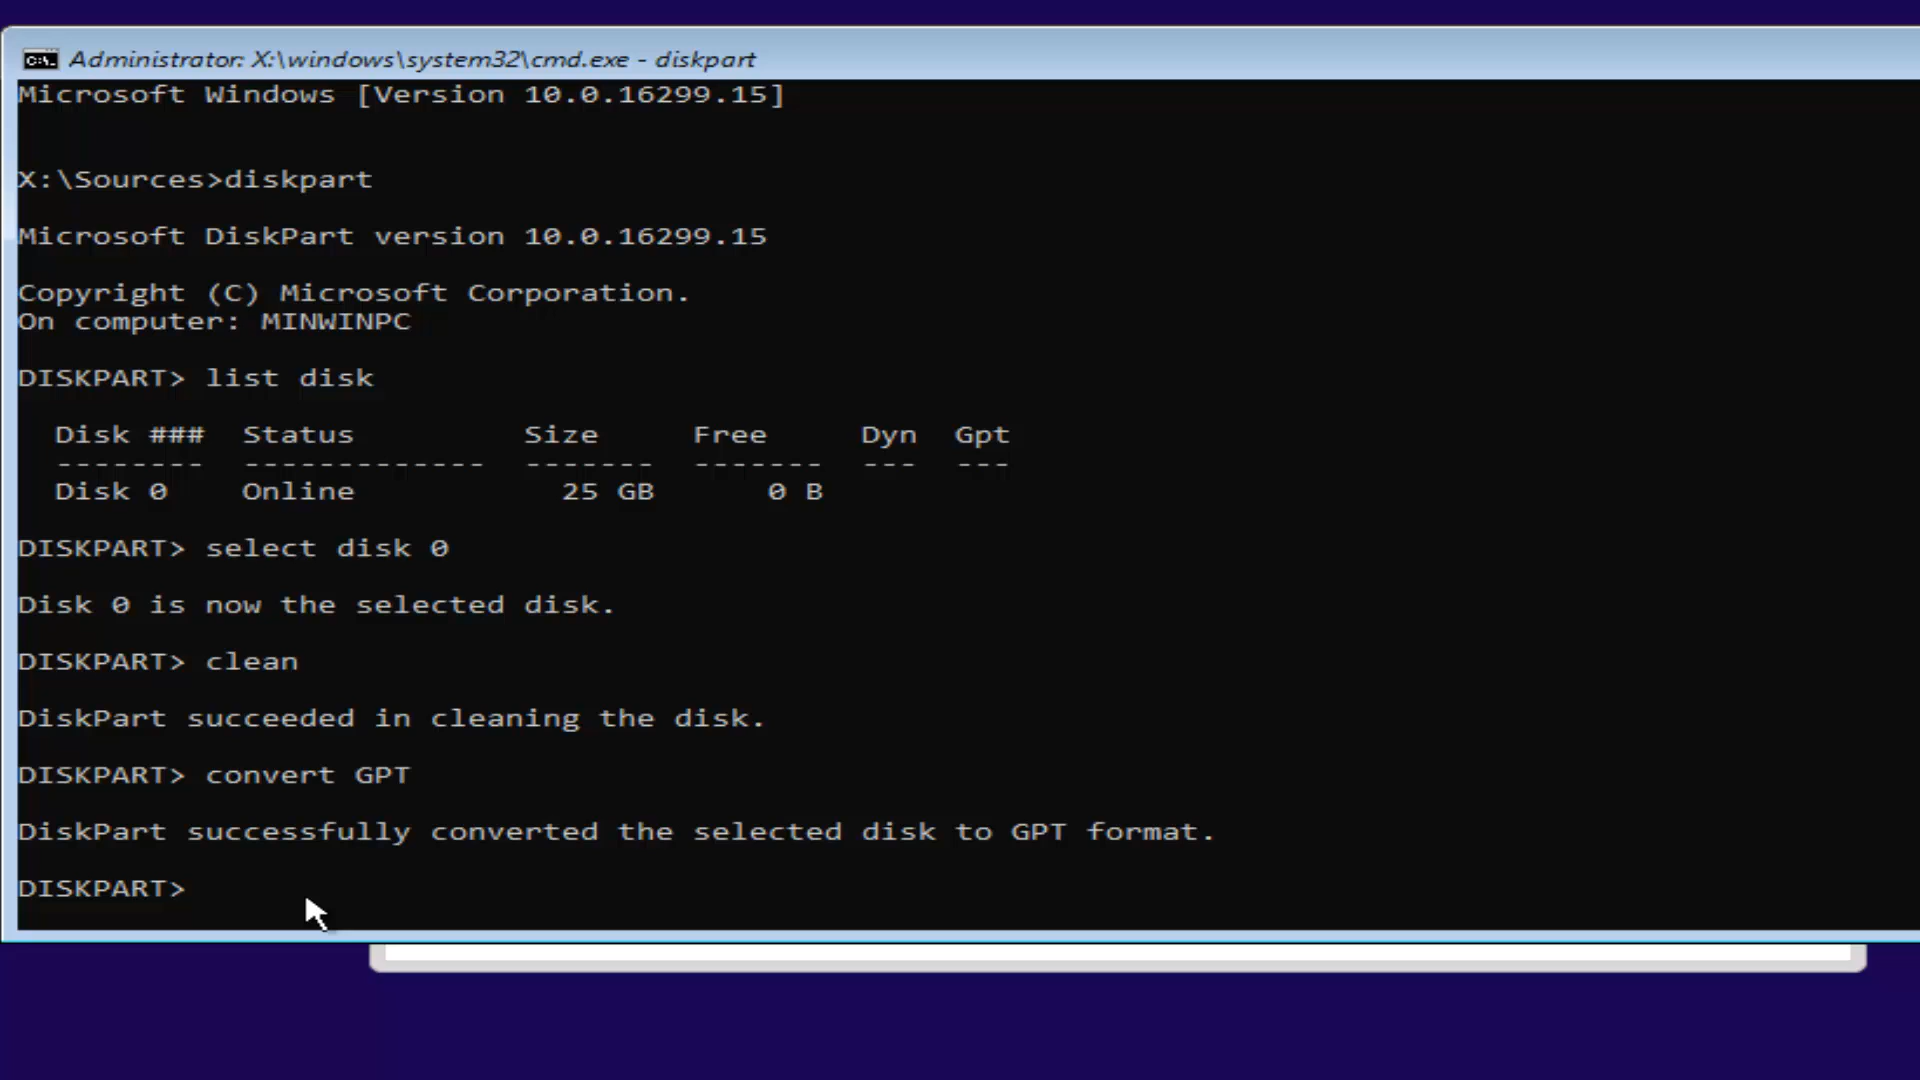 Administrator: X:\windows\system32\cmd.exe - diskpart
Microsoft Windows [Version 10.0.16299.15]
X:\Sources>diskpart
Microsoft DiskPart version 10.0.16299.15
Copyright (C) Microsoft Corporation.
On computer: MINWINPC
DISKPART> list disk
Disk ###  Status         Size     Free     Dyn  Gpt
--------  -------------  -------  -------  ---  ---
Disk 0    Online           25 GB      0 B
DISKPART> select disk 0
Disk 0 is now the selected disk.
DISKPART> clean
DiskPart succeeded in cleaning the disk.
DISKPART> convert GPT
DiskPart successfully converted the selected disk to GPT format.
DISKPART>